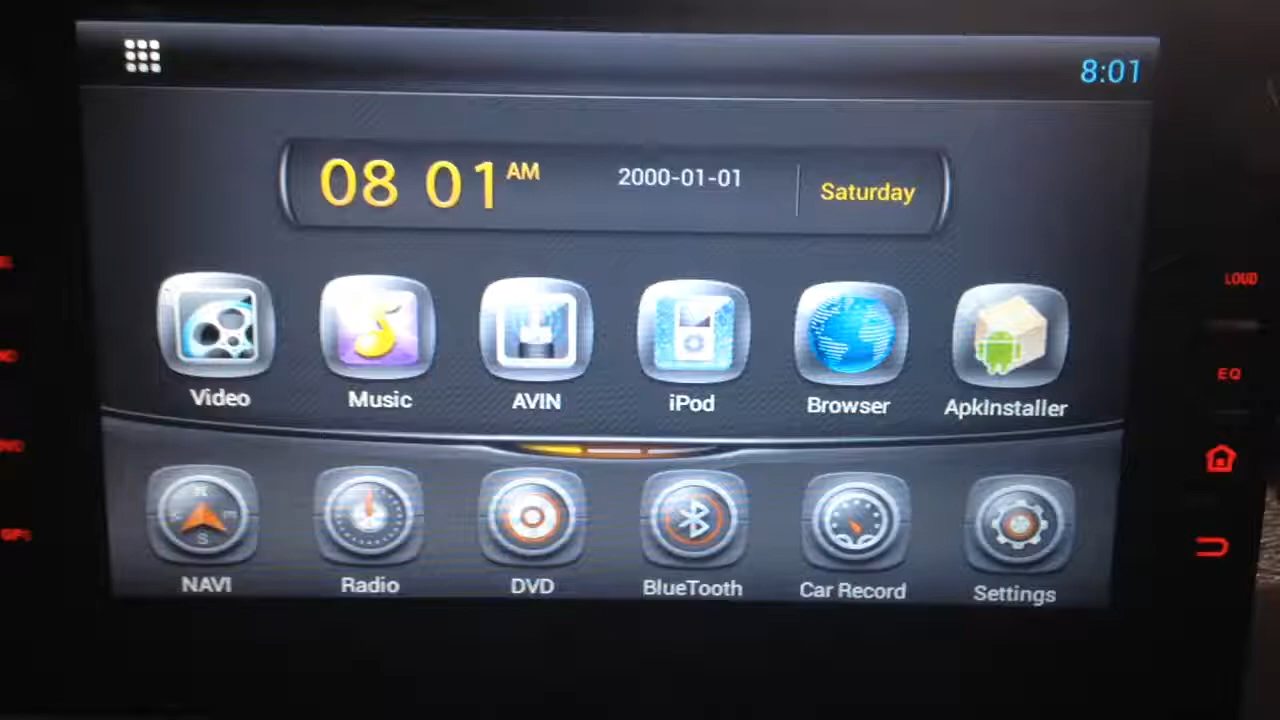 8:01
08 01 AM 2000-01-01 Saturday
Video Music AVIN iPod Browser ApkInstaller
NAVI Radio DVD BlueTooth Car Record Settings
LOUD
EQ
GPS